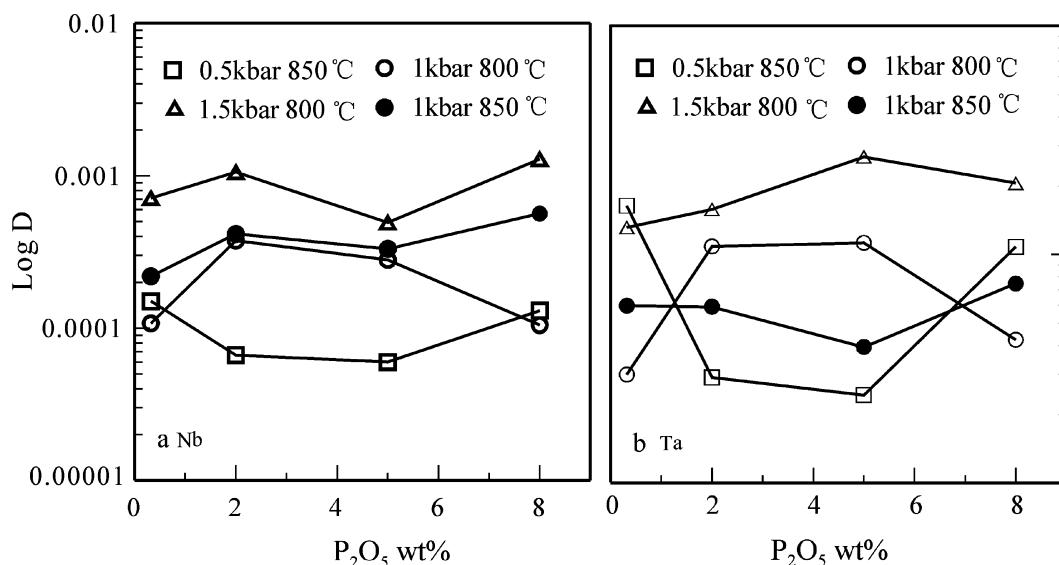 0.01
0.001
0.0001
0.00001
Log D
0.5kbar 850 ℃
1kbar 800 ℃
1.5kbar 800 ℃
1kbar 850 ℃
a Nb
0 2 4 6 8
P₂O₅ wt%
0.5kbar 850 ℃
1kbar 800 ℃
1.5kbar 800 ℃
1kbar 850 ℃
b Ta
0 2 4 6 8
P₂O₅ wt%